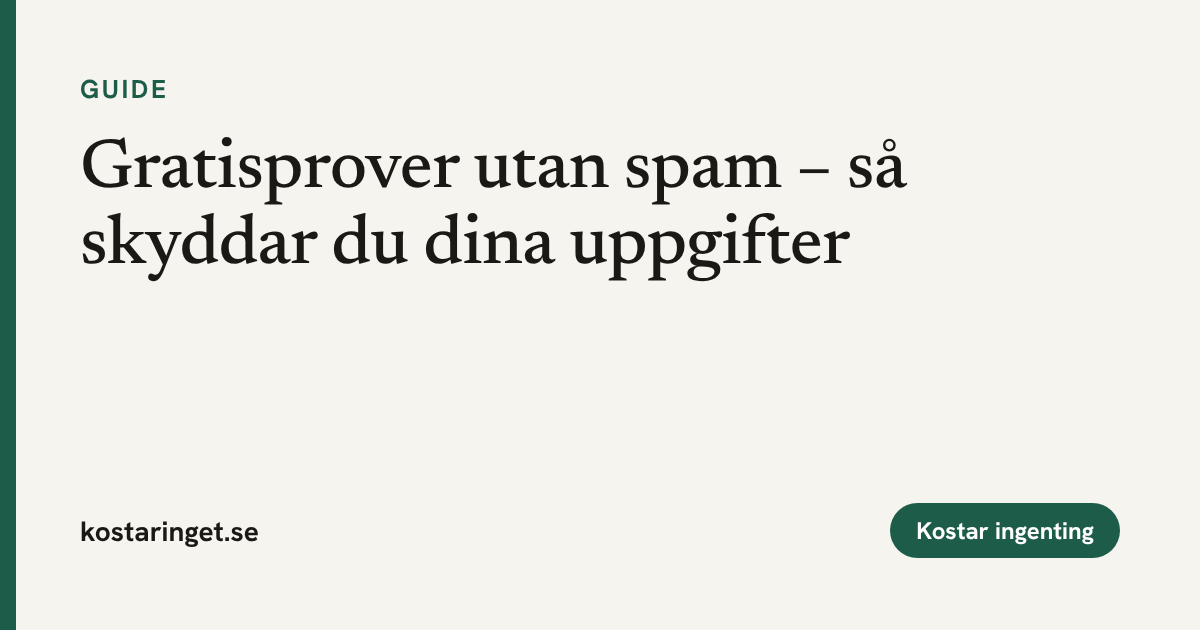 GUIDE
Gratisprover utan spam – så
skyddar du dina uppgifter
kostaringet.se
Kostar ingenting